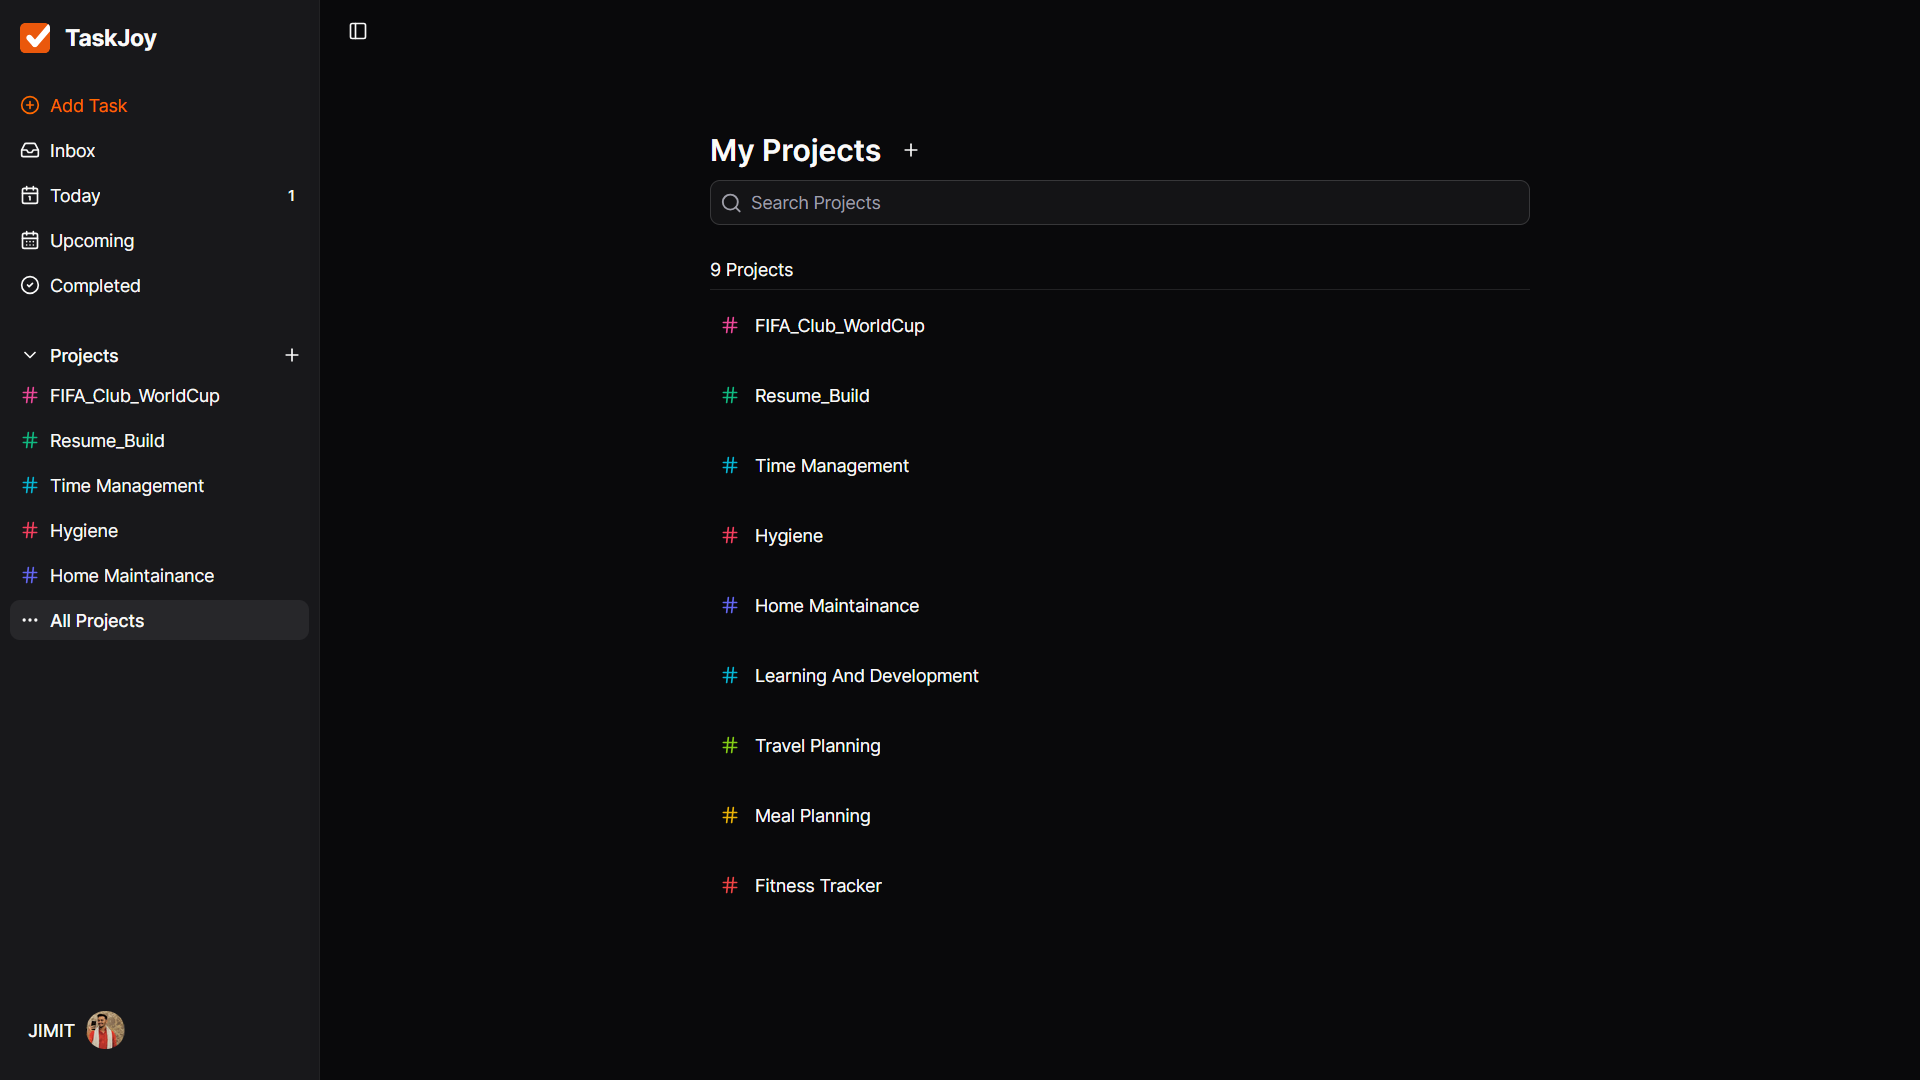 TaskJoy
Add Task
Inbox
Today 1
Upcoming
Completed
Projects
# FIFA_Club_WorldCup
# Resume_Build
# Time Management
# Hygiene
# Home Maintainance
All Projects
JIMIT
My Projects
Search Projects
9 Projects
# FIFA_Club_WorldCup
# Resume_Build
# Time Management
# Hygiene
# Home Maintainance
# Learning And Development
# Travel Planning
# Meal Planning
# Fitness Tracker